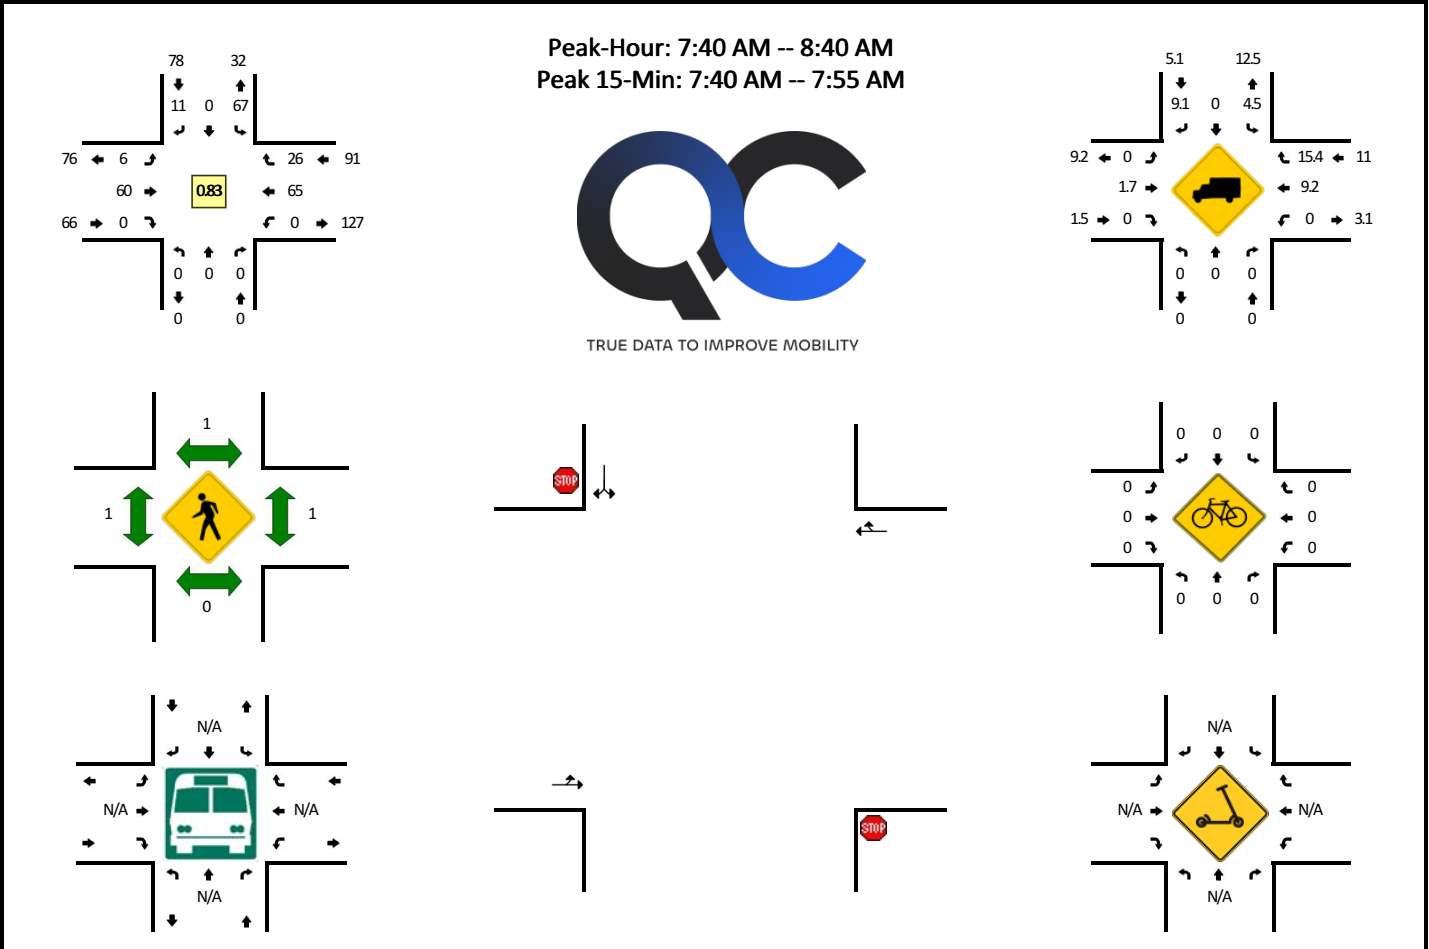 Peak-Hour: 7:40 AM -- 8:40 AM
Peak 15-Min: 7:40 AM -- 7:55 AM
78 32
11 0 67
76 6 26 91
60 0.83 65
66 0 0 127
0 0 0
0 0
TRUE DATA TO IMPROVE MOBILITY
5.1 12.5
9.1 0 4.5
9.2 0 15.4 11
1.7 9.2
1.5 0 0 3.1
0 0 0
0 0
1
1 1
0
STOP
STOP
0 0 0
0 0
0 0
0 0
0 0 0
N/A
N/A N/A
N/A
N/A
N/A N/A
N/A